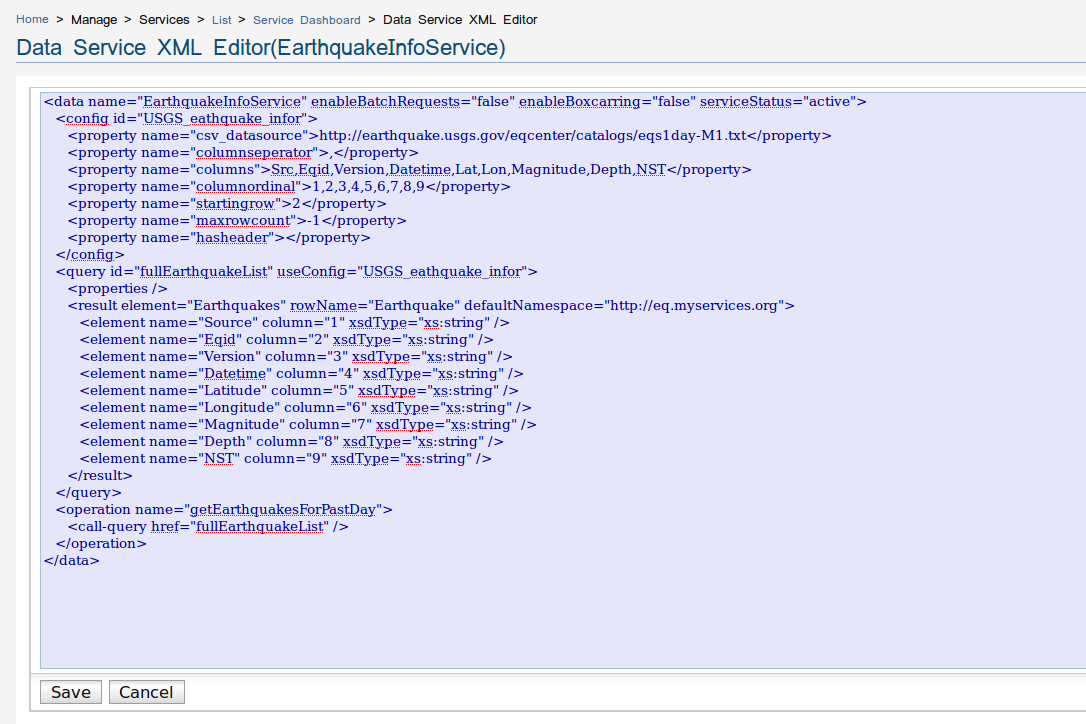 Home > Manage > Services > List > Service Dashboard > Data Service XML Editor
Data Service XML Editor(EarthquakeInfoService)
<data name="EarthquakeInfoService" enableBatchRequests="false" enableBoxcarring="false" serviceStatus="active">
<config id="USGS_eathquake_infor">
<property name="csv_datasource">http://earthquake.usgs.gov/eqcenter/catalogs/eqs1day-M1.txt</property>
<property name="columnseperator">,</property>
<property name="columns">Src,Eqid,Version,Datetime,Lat,Lon,Magnitude,Depth,NST</property>
<property name="columnordinal">1,2,3,4,5,6,7,8,9</property>
<property name="startingrow">2</property>
<property name="maxrowcount">-1</property>
<property name="hasheader"></property>
</config>
<query id="fullEarthquakeList" useConfig="USGS_eathquake_infor">
<properties />
<result element="Earthquakes" rowName="Earthquake" defaultNamespace="http://eq.myservices.org">
<element name="Source" column="1" xsdType="xs:string" />
<element name="Eqid" column="2" xsdType="xs:string" />
<element name="Version" column="3" xsdType="xs:string" />
<element name="Datetime" column="4" xsdType="xs:string" />
<element name="Latitude" column="5" xsdType="xs:string" />
<element name="Longitude" column="6" xsdType="xs:string" />
<element name="Magnitude" column="7" xsdType="xs:string" />
<element name="Depth" column="8" xsdType="xs:string" />
<element name="NST" column="9" xsdType="xs:string" />
</result>
</query>
<operation name="getEarthquakesForPastDay">
<call-query href="fullEarthquakeList" />
</operation>
</data>
Save Cancel